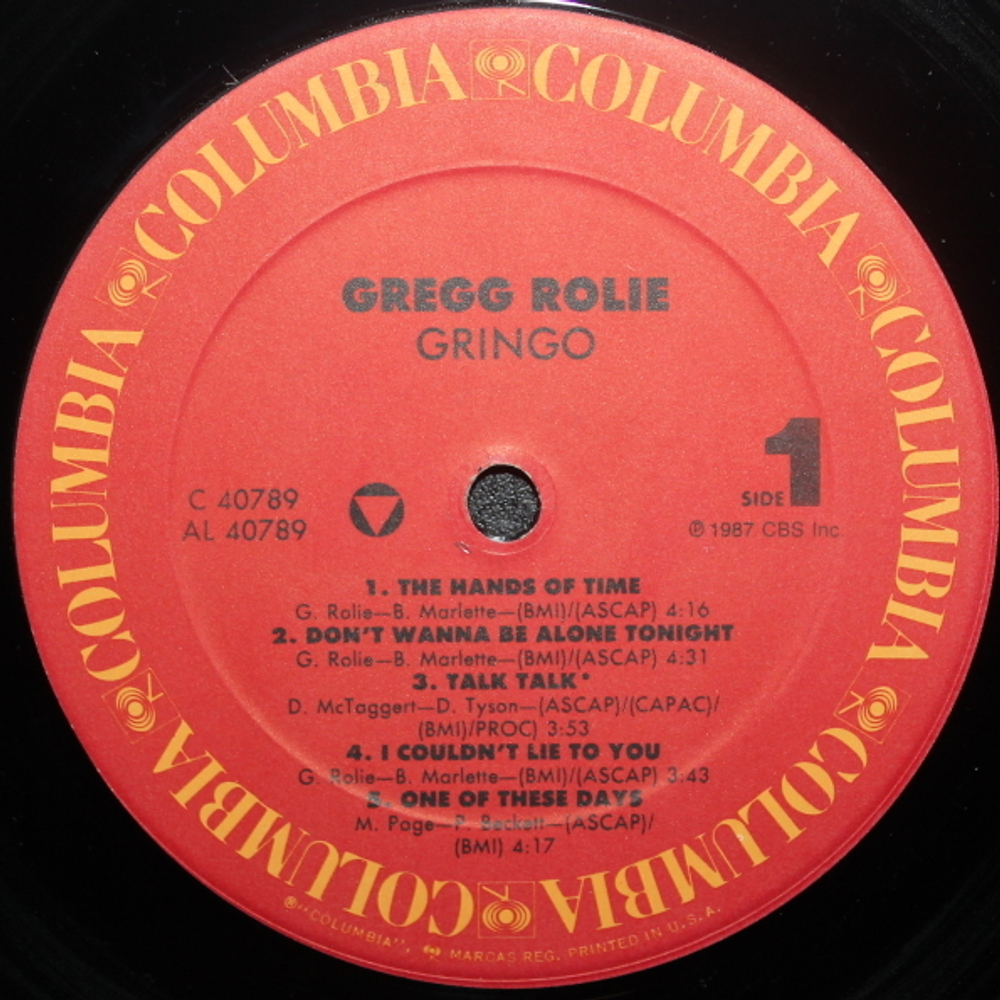 COLUMBIA COLUMBIA COLUMBIA COLUMBIA COLUMBIA COLUMBIA
GREGG ROLIE
GRINGO
C 40789
AL 40789
SIDE 1
℗ 1987 CBS Inc.
1. THE HANDS OF TIME
G. Rolie—B. Marlette—(BMI)/(ASCAP) 4:16
2. DON'T WANNA BE ALONE TONIGHT
G. Rolie—B. Marlette—(BMI)/(ASCAP) 4:31
3. TALK TALK*
D. McTaggert—D. Tyson—(ASCAP)/(CAPAC)/
(BMI)/PROC) 3:53
4. I COULDN'T LIE TO YOU
G. Rolie—B. Marlette—(BMI)/(ASCAP) 3:43
5. ONE OF THESE DAYS
M. Page—P. Beckett—(ASCAP)/
(BMI) 4:17
®"COLUMBIA", MARCAS REG. PRINTED IN U.S.A.